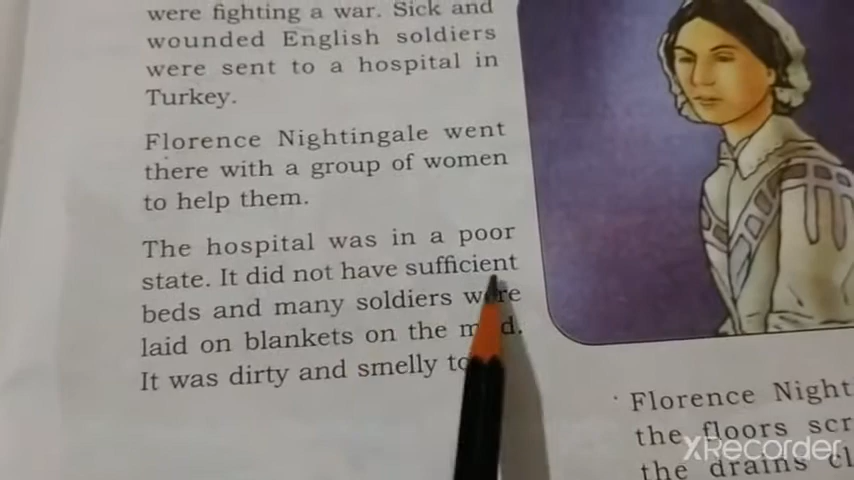 were fighting a war. Sick and
wounded English soldiers
were sent to a hospital in
Turkey.
Florence Nightingale went
there with a group of women
to help them.
The hospital was in a poor
state. It did not have sufficient
beds and many soldiers were
laid on blankets on the
It was dirty and smelly
Florence Night
the floors scr
the drains cl
XRecorder